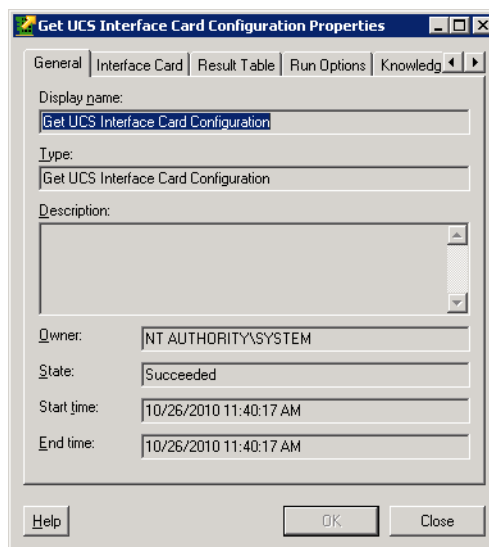 Get UCS Interface Card Configuration Properties
General Interface Card Result Table Run Options Knowledg
Display name:
Get UCS Interface Card Configuration
Type:
Get UCS Interface Card Configuration
Description:
Owner: NT AUTHORITY\SYSTEM
State: Succeeded
Start time: 10/26/2010 11:40:17 AM
End time: 10/26/2010 11:40:17 AM
Help OK Close